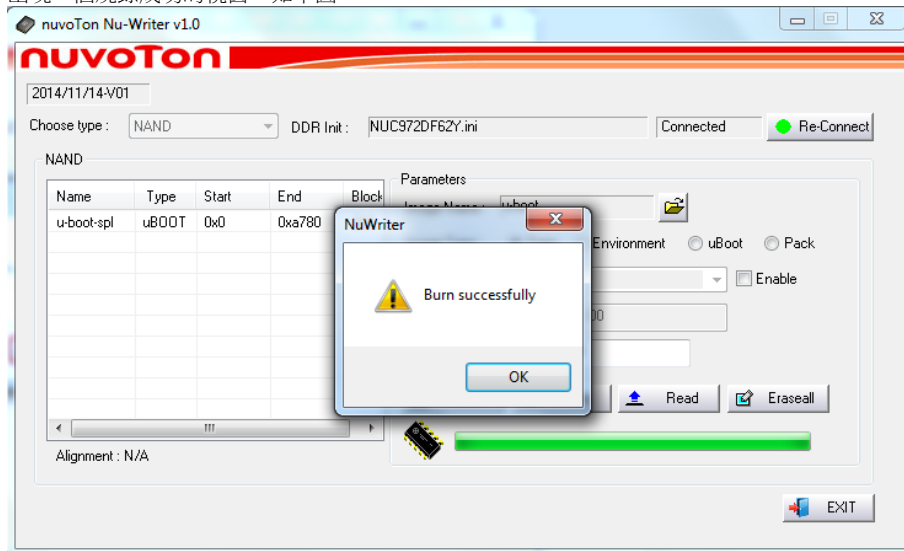 nuvoTon Nu-Writer v1.0
nuvoTon
2014/11/14-V01
Choose type : NAND DDR Init : NUC972DF62Y.ini Connected Re-Connect
NAND
Parameters
Name Type Start End Block
u-boot-spl uBOOT 0x0 0xa780
u-boot
NuWriter
Environment uBoot Pack
Enable
Burn successfully
OK
Read Eraseall
Alignment : N/A
EXIT